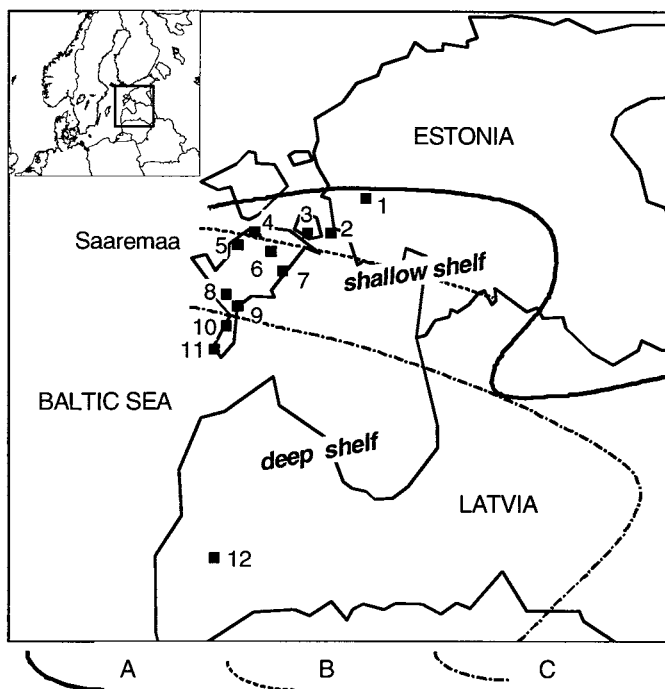 ESTONIA
1
Saaremaa
4
3
2
5
6
7
shallow shelf
8
9
10
11
BALTIC SEA
deep shelf
LATVIA
12
A
B
C